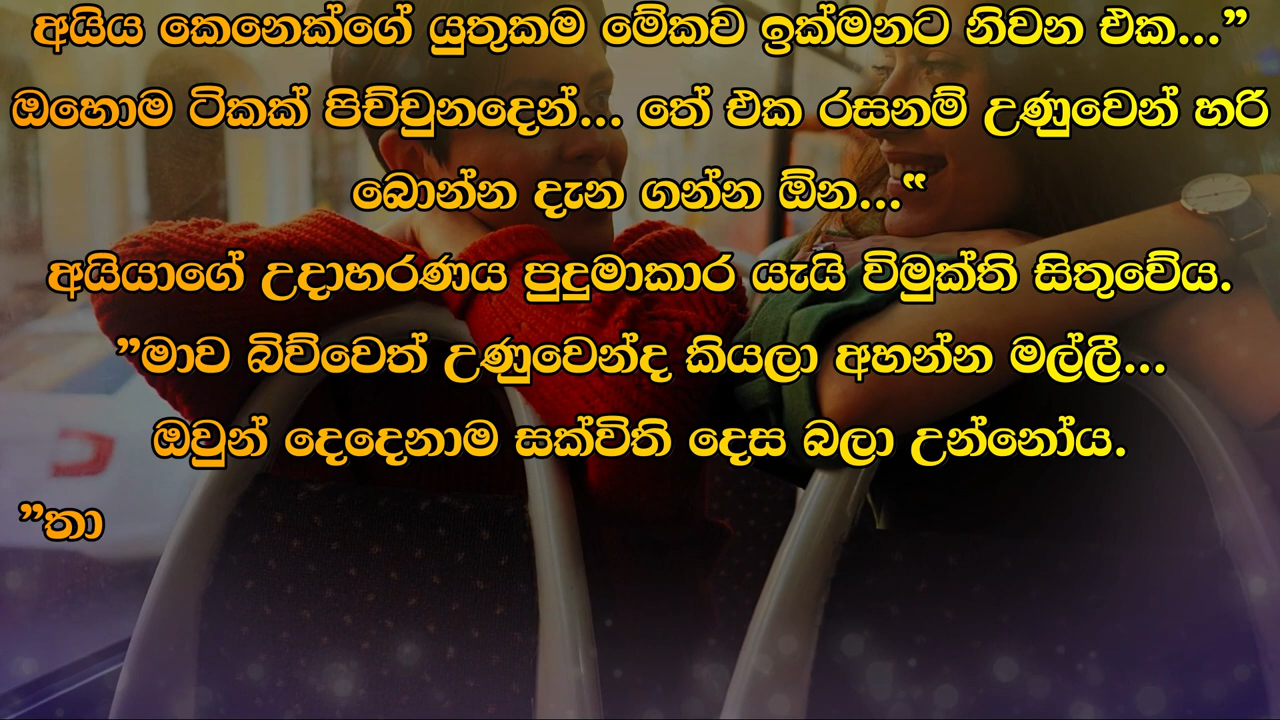 අයිය කෙනෙක්ගේ යුතුකම මේකව ඉක්මනට නිවන එක...”
ඔහොම ටිකක් පිච්චුනදෙන්... තේ එක රසනම් උණුවෙන් හරි
බොන්න දැන ගන්න ඕන...“
අයියාගේ උදාහරණය පුදුමාකාර යැයි විමුක්ති සිතුවේය.
”මාව බිව්වෙත් උණුවෙන්ද කියලා අහන්න මල්ලී...
ඔවුන් දෙදෙනාම සක්විති දෙස බලා උන්නෝය.
”තා